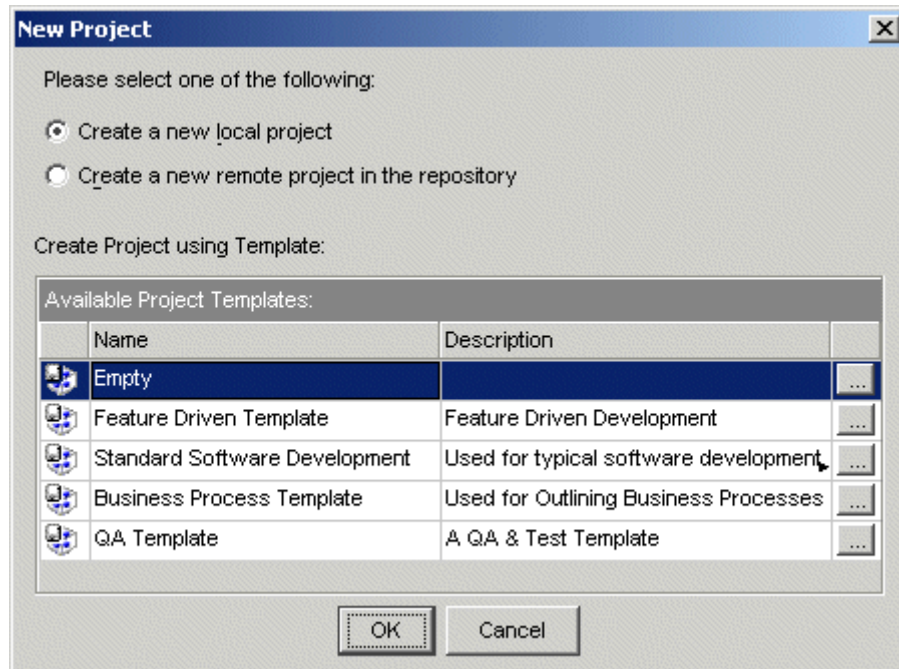 New Project
Please select one of the following:
Create a new local project
Create a new remote project in the repository
Create Project using Template:
Available Project Templates:
Name Description
Empty ...
Feature Driven Template Feature Driven Development ...
Standard Software Development Used for typical software development ...
Business Process Template Used for Outlining Business Processes ...
QA Template A QA & Test Template ...
OK Cancel